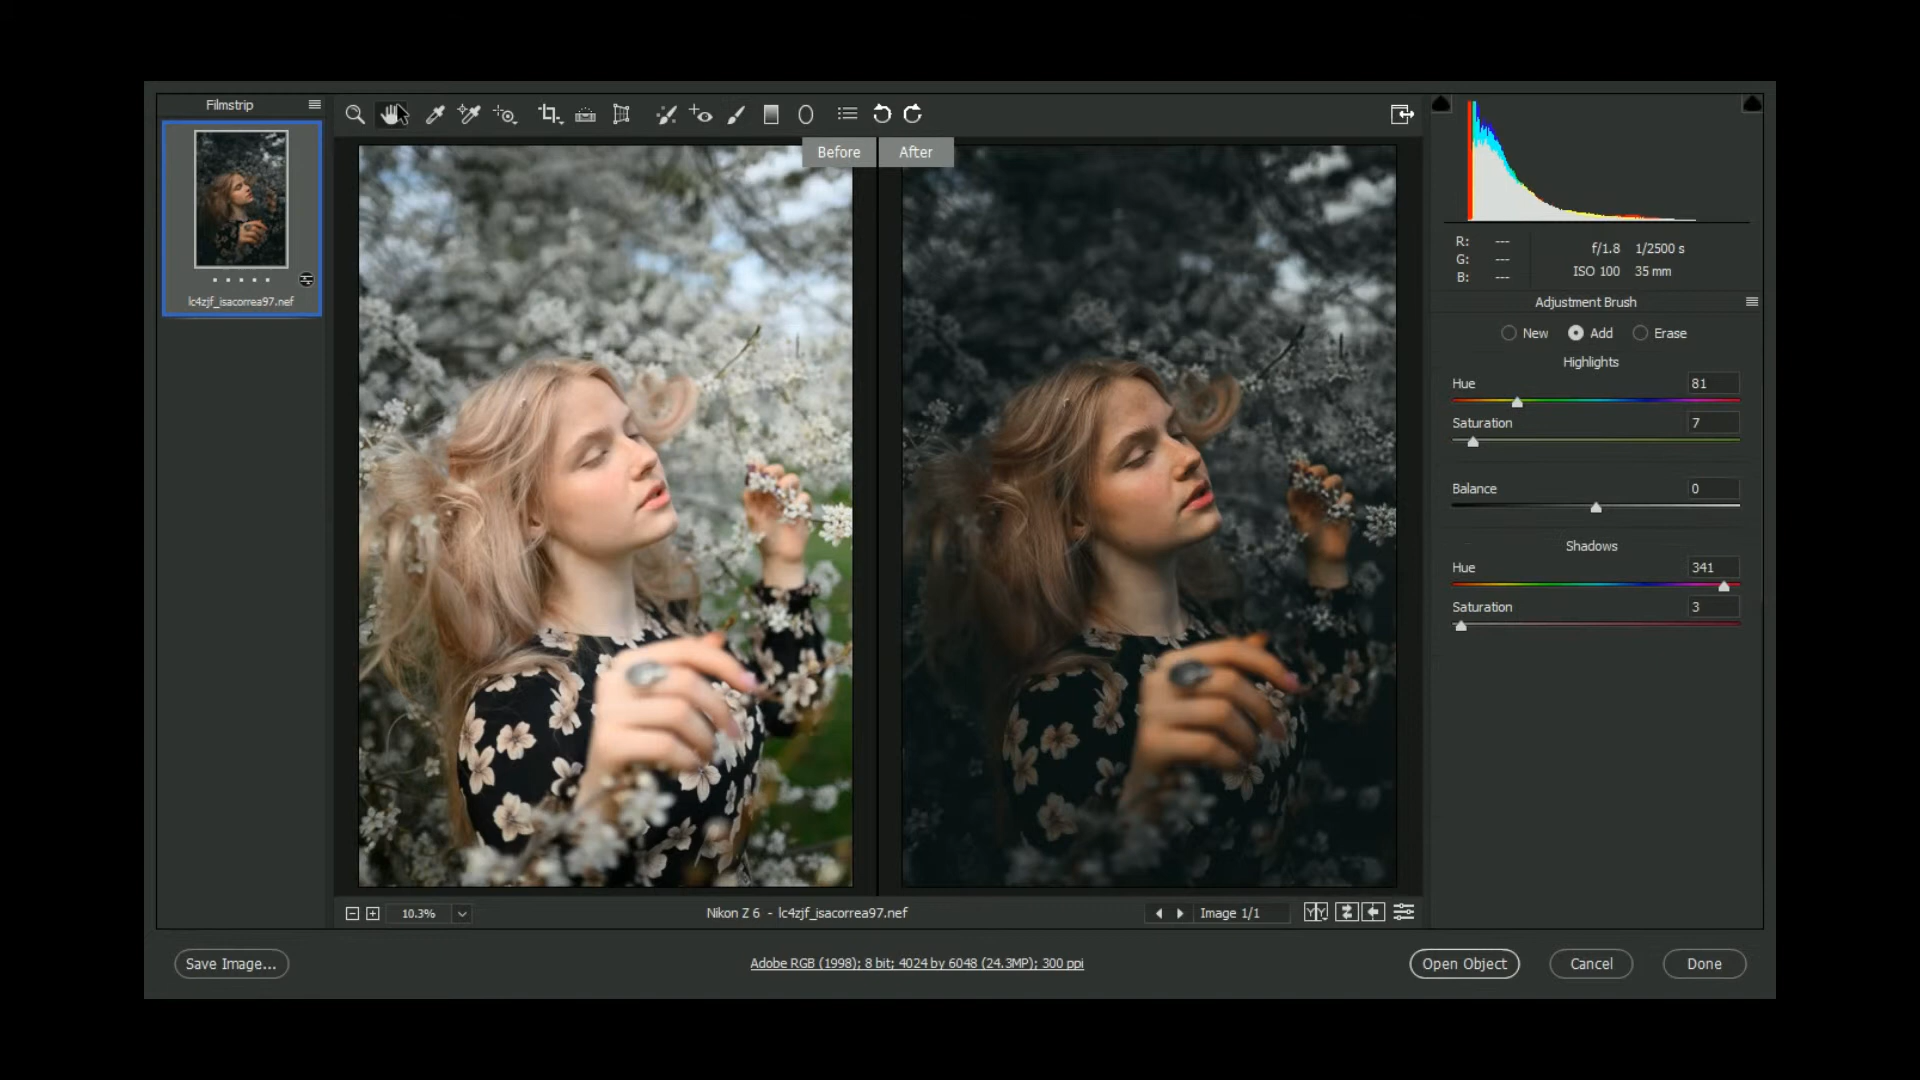 Filmstrip
lc4zjf_isacorrea97.nef
Before
After
R: ---
G: ---
B: ---
f/1.8 1/2500 s
ISO 100 35 mm
Adjustment Brush
New Add Erase
Highlights
Hue 81
Saturation 7
Balance 0
Shadows
Hue 341
Saturation 3
10.3%
Nikon Z 6 - lc4zjf_isacorrea97.nef
Image 1/1
Save Image...
Adobe RGB (1998); 8 bit; 4024 by 6048 (24.3MP); 300 ppi
Open Object
Cancel
Done